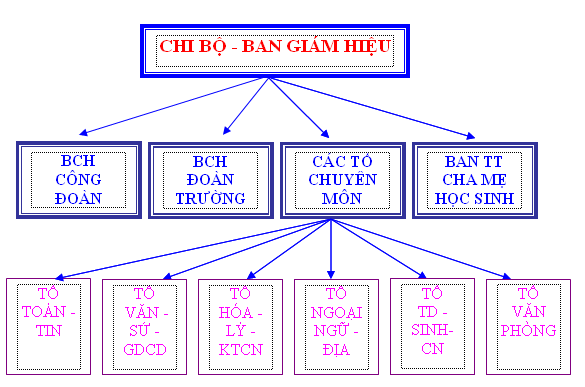 CHI BỘ - BAN GIÁM HIỆU
BCH
CÔNG
ĐOÀN
BCH
ĐOÀN
TRƯỜNG
CÁC TỔ
CHUYÊN
MÔN
BAN TT
CHA MẸ
HỌC SINH
TỔ
TOÁN -
TIN
TỔ
VĂN -
SỬ -
GDCD
TỔ
HÓA -
LÝ -
KTCN
TỔ
NGOẠI
NGỮ -
ĐỊA
TỔ
TD -
SINH-
CN
TỔ
VĂN
PHÒNG